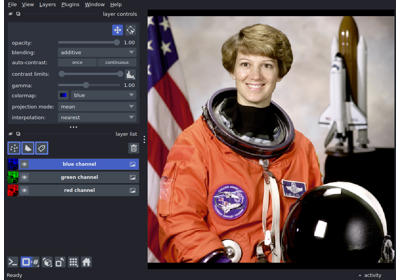 File View Layers Plugins Window Help
layer controls
opacity: 1.00
blending: additive
auto-contrast: once continuous
contrast limits:
gamma: 1.00
colormap: blue
projection mode: mean
interpolation: nearest
layer list
blue channel
green channel
red channel
Ready
activity